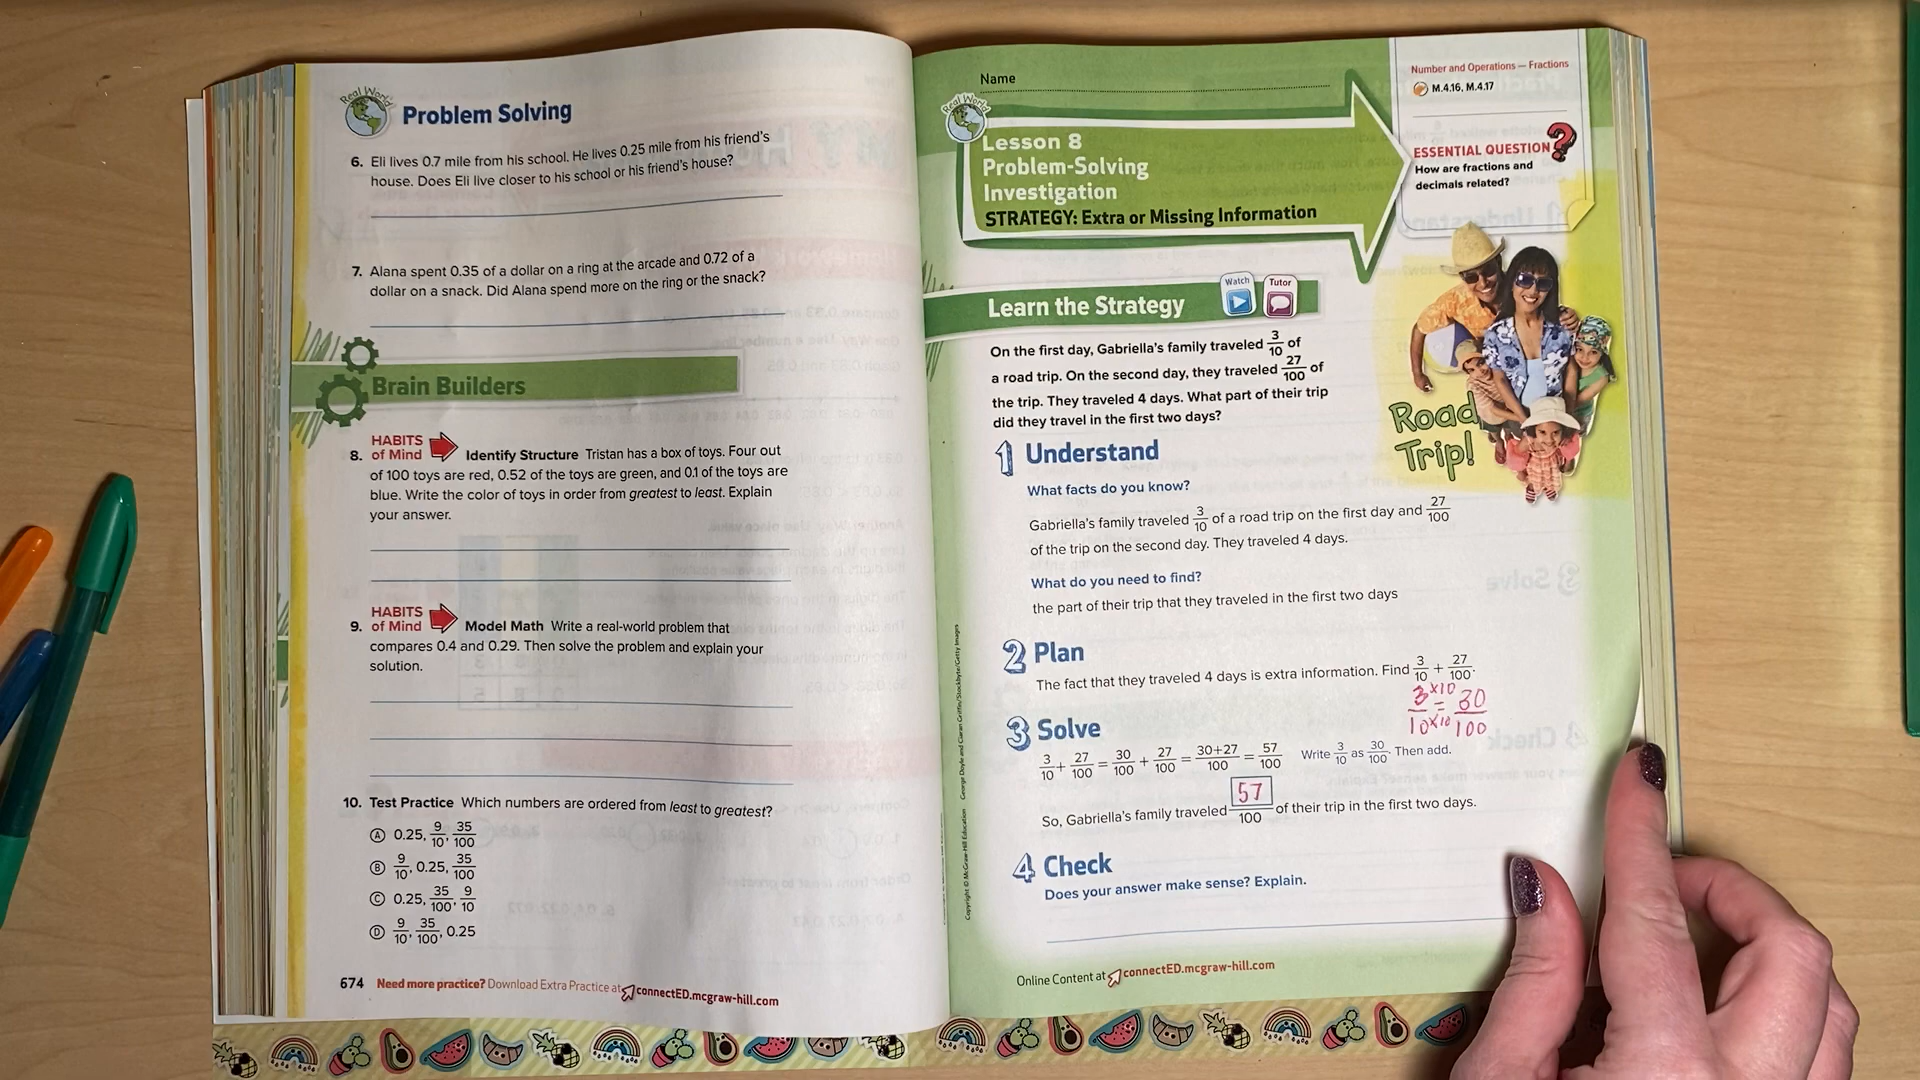 Real World
Problem Solving
6. Eli lives 0.7 mile from his school. He lives 0.25 mile from his friend's
house. Does Eli live closer to his school or his friend's house?
7. Alana spent 0.35 of a dollar on a ring at the arcade and 0.72 of a
dollar on a snack. Did Alana spend more on the ring or the snack?
Brain Builders
HABITS
8. of Mind Identify Structure Tristan has a box of toys. Four out
of 100 toys are red, 0.52 of the toys are green, and 0.1 of the toys are
blue. Write the color of toys in order from greatest to least. Explain
your answer.
HABITS
9. of Mind Model Math Write a real-world problem that
compares 0.4 and 0.29. Then solve the problem and explain your
solution.
10. Test Practice Which numbers are ordered from least to greatest?
A 0.25, 9/10, 35/100
B 9/10, 0.25, 35/100
C 0.25, 35/100, 9/10
D 9/10, 35/100, 0.25
674 Need more practice? Download Extra Practice at connectED.mcgraw-hill.com
Name
Real World
Lesson 8
Problem-Solving
Investigation
STRATEGY: Extra or Missing Information
Number and Operations — Fractions
M.4.16, M.4.17
ESSENTIAL QUESTION
How are fractions and
decimals related?
Learn the Strategy
Watch
Tutor
On the first day, Gabriella's family traveled 3/10 of
a road trip. On the second day, they traveled 27/100 of
the trip. They traveled 4 days. What part of their trip
did they travel in the first two days?
Road
Trip!
1 Understand
What facts do you know?
Gabriella's family traveled 3/10 of a road trip on the first day and 27/100
of the trip on the second day. They traveled 4 days.
What do you need to find?
the part of their trip that they traveled in the first two days
2 Plan
The fact that they traveled 4 days is extra information. Find 3/10 + 27/100.
3 ×10 = 30
10 ×10 100
3 Solve
3/10 + 27/100 = 30/100 + 27/100 = 30+27/100 = 57/100 Write 3/10 as 30/100. Then add.
So, Gabriella's family traveled 57/100 of their trip in the first two days.
4 Check
Does your answer make sense? Explain.
Online Content at connectED.mcgraw-hill.com